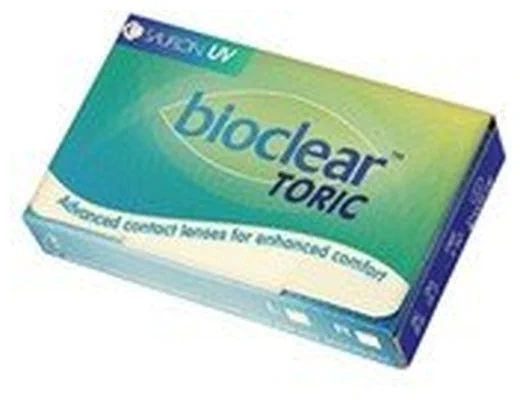 SAUFLON UV
bioclear™
TORIC
Advanced contact lenses for enhanced comfort
L
R